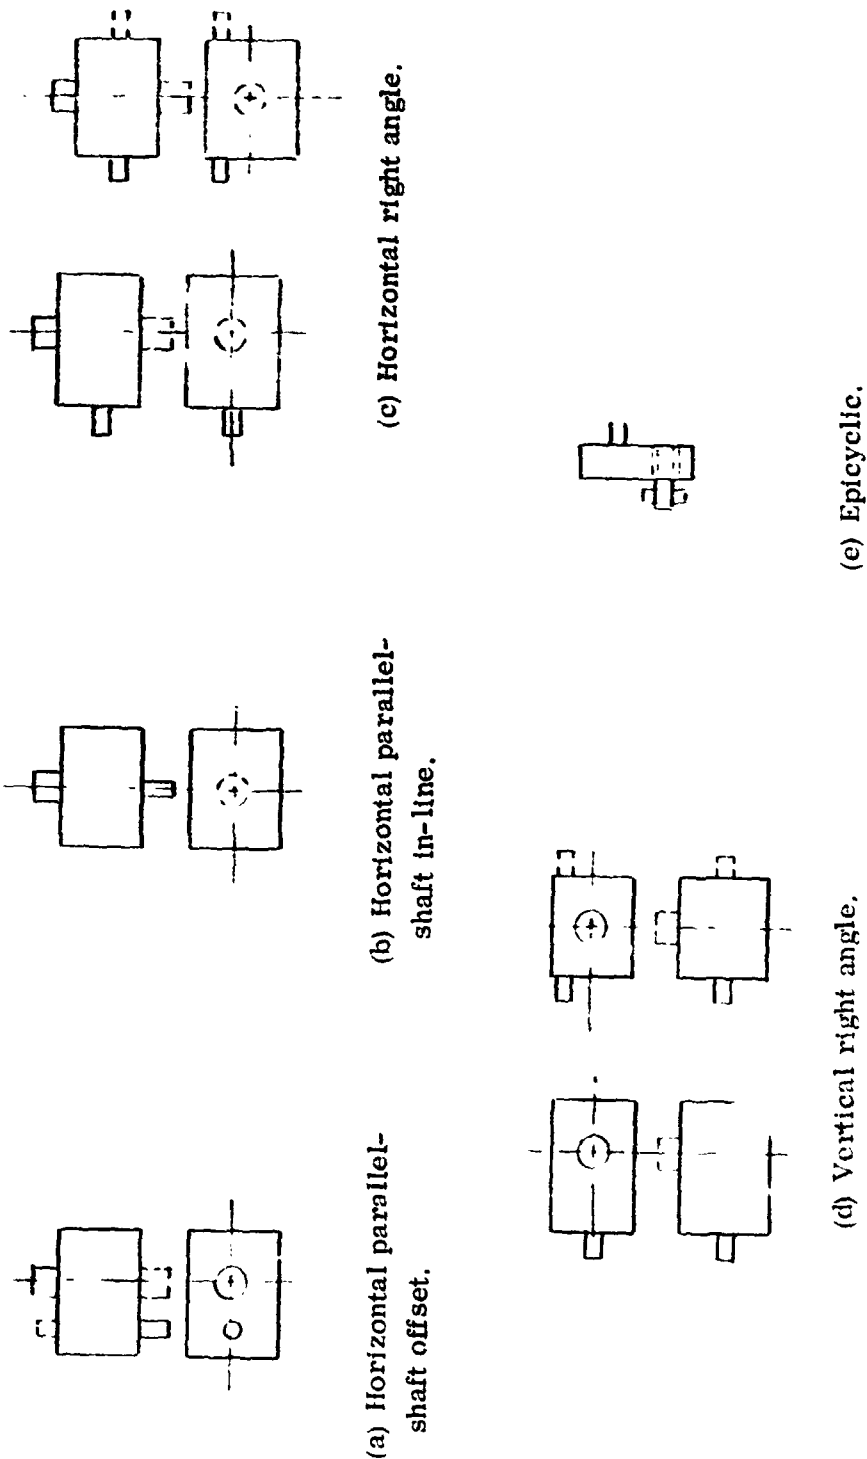 (a) Horizontal parallel-
shaft offset.
(b) Horizontal parallel-
shaft in-line.
(c) Horizontal right angle.
(d) Vertical right angle.
(e) Epicyclic.